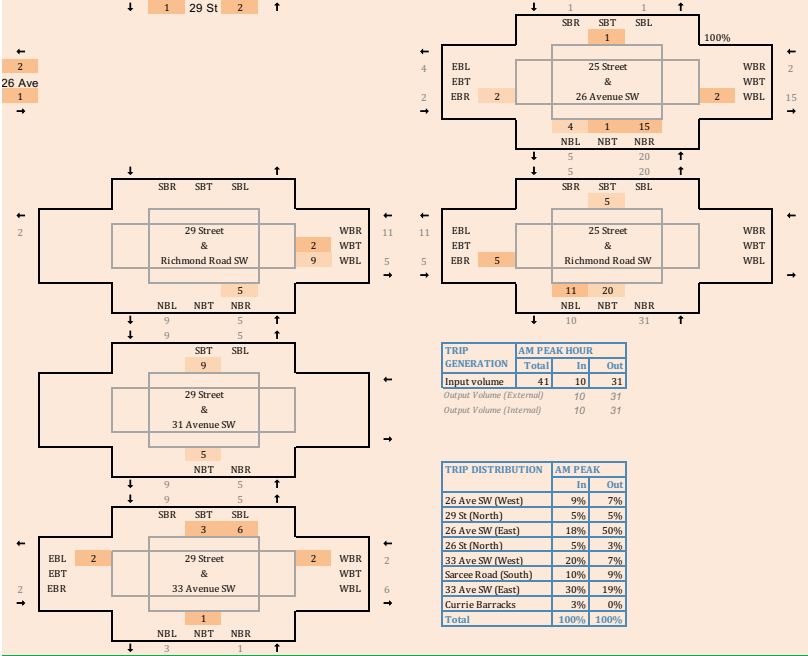 ↓ 1 29 St 2 ↑
↓ 1 1 ↑
SBR SBT SBL
1 100%
← ← ←
2 4 EBL 25 Street WBR 2
26 Ave EBT & WBT
1 2 EBR 2 26 Avenue SW 2 WBL 15
→ → →
4 1 15
NBL NBT NBR
↓ 5 20 ↑
↓ ↑ ↓ 5 20 ↑
SBR SBT SBL SBR SBT SBL
5
← ← ← ←
2 29 Street WBR 11 11 EBL 25 Street WBR
& 2 WBT EBT & WBT
Richmond Road SW 9 WBL 5 5 EBR 5 Richmond Road SW WBL
→ → →
5 11 20
NBL NBT NBR NBL NBT NBR
↓ 9 5 ↑ ↓ 10 31 ↑
↓ 9 5 ↑
SBT SBL
9
←
29 Street
&
31 Avenue SW
→
5
NBT NBR
↓ 9 5 ↑
↓ 9 5 ↑
SBR SBT SBL
3 6
← ←
EBL 2 29 Street 2 WBR 2
EBT & WBT
2 EBR 33 Avenue SW WBL 6
→ →
1
NBL NBT NBR
↓ 3 1 ↑
TRIP GENERATION AM PEAK HOUR
Total In Out
Input volume 41 10 31
Output Volume (External) 10 31
Output Volume (Internal) 10 31
TRIP DISTRIBUTION AM PEAK
In Out
26 Ave SW (West) 9% 7%
29 St (North) 5% 5%
26 Ave SW (East) 18% 50%
26 St (North) 5% 3%
33 Ave SW (West) 20% 7%
Sarcee Road (South) 10% 9%
33 Ave SW (East) 30% 19%
Currie Barracks 3% 0%
Total 100% 100%